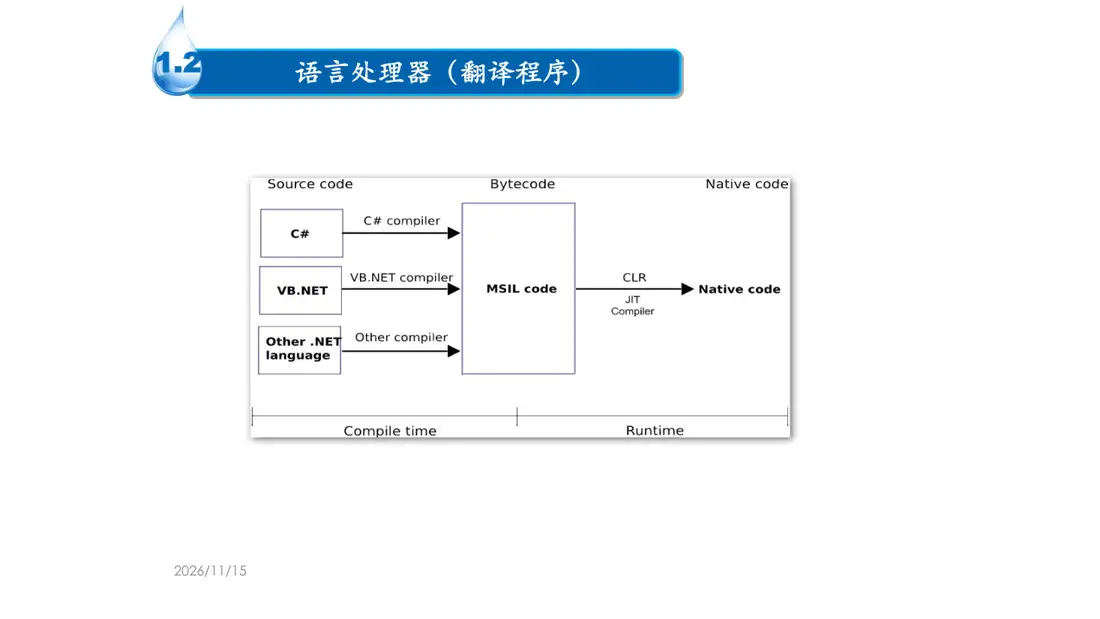 1.2
语言处理器（翻译程序）
Source code
Bytecode
Native code
C#
C# compiler
VB.NET
VB.NET compiler
MSIL code
CLR
JIT
Compiler
Native code
Other .NET
language
Other compiler
Compile time
Runtime
2026/11/15